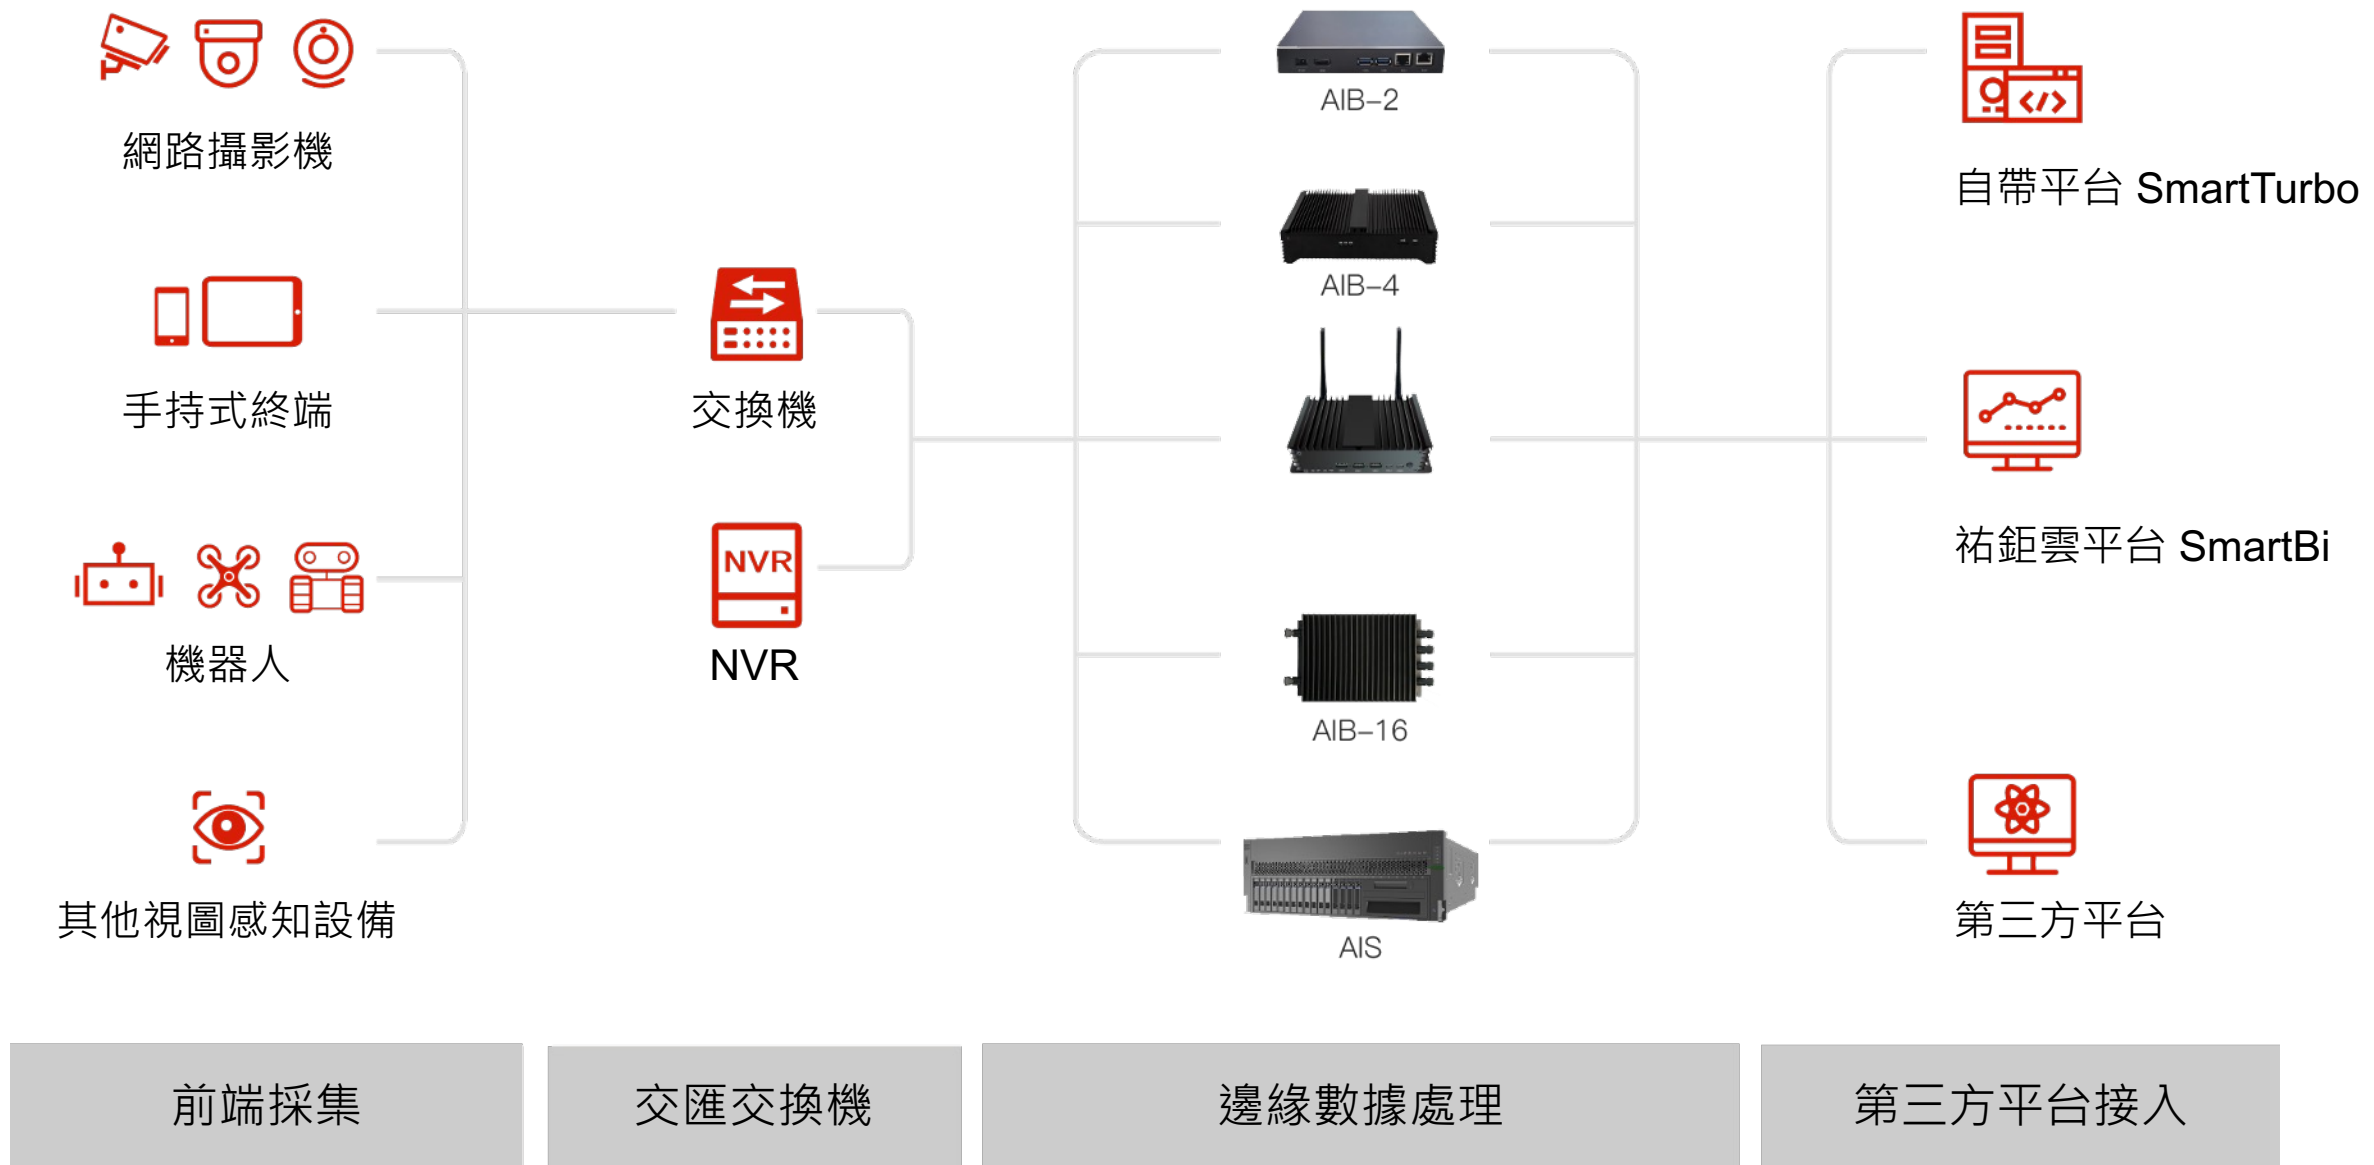 網路攝影機
手持式終端
機器人
其他視圖感知設備
交換機
NVR
NVR
AIB-2
AIB-4
AIB-16
AIS
自帶平台 SmartTurbo
祐鉅雲平台 SmartBi
第三方平台
前端採集
交匯交換機
邊緣數據處理
第三方平台接入